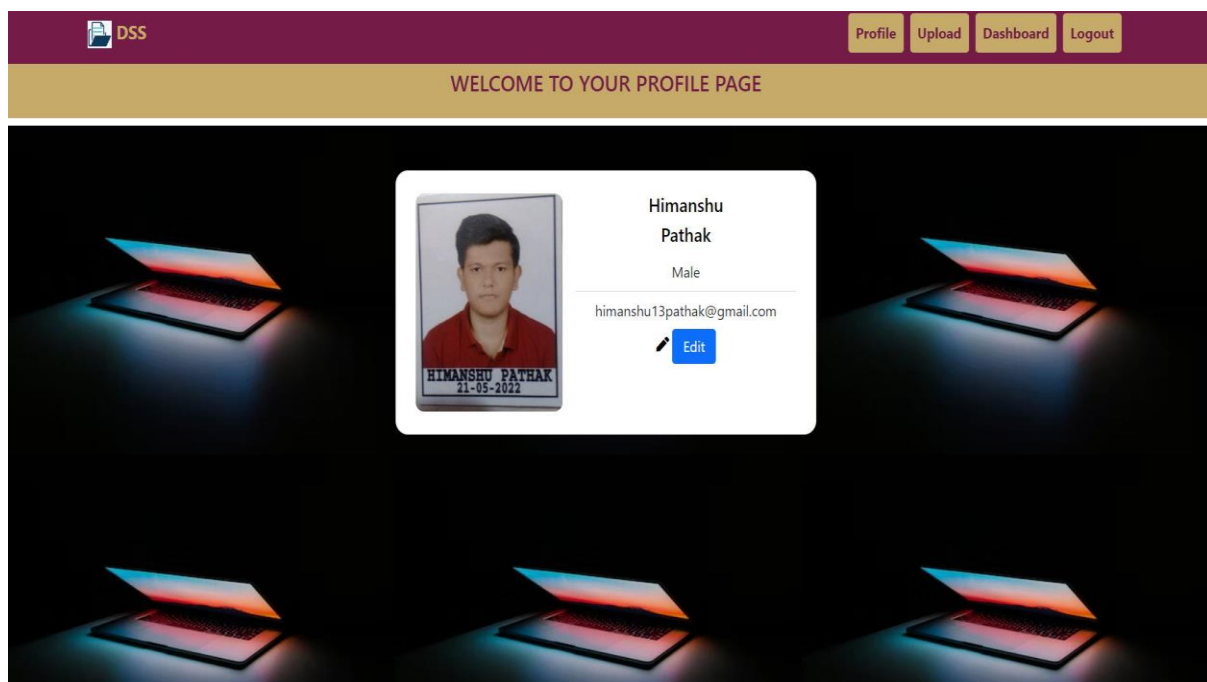 DSS
Profile Upload Dashboard Logout
WELCOME TO YOUR PROFILE PAGE
Himanshu
Pathak
Male
himanshu13pathak@gmail.com
Edit
HIMANSHU PATHAK
21-05-2022